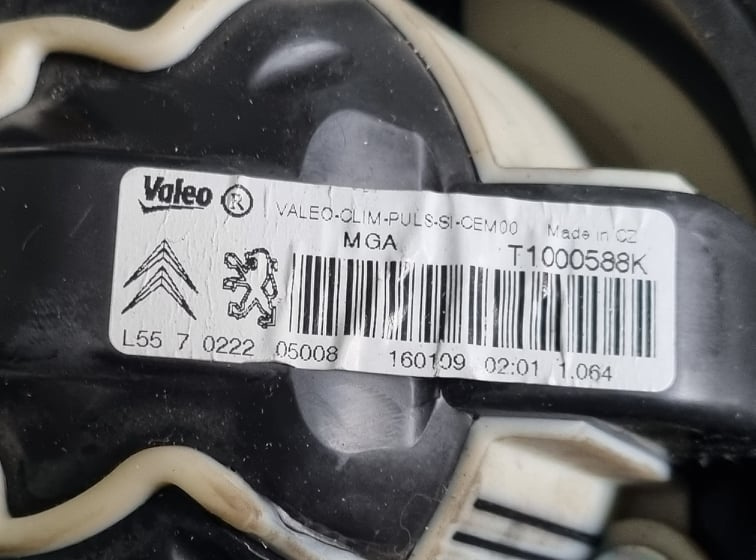 Valeo ® VALEO-CLIM-PULS-SI-CEM00 Made in CZ
MGA T1000588K
L55 7 0222 05008 160109 02:01 1.064